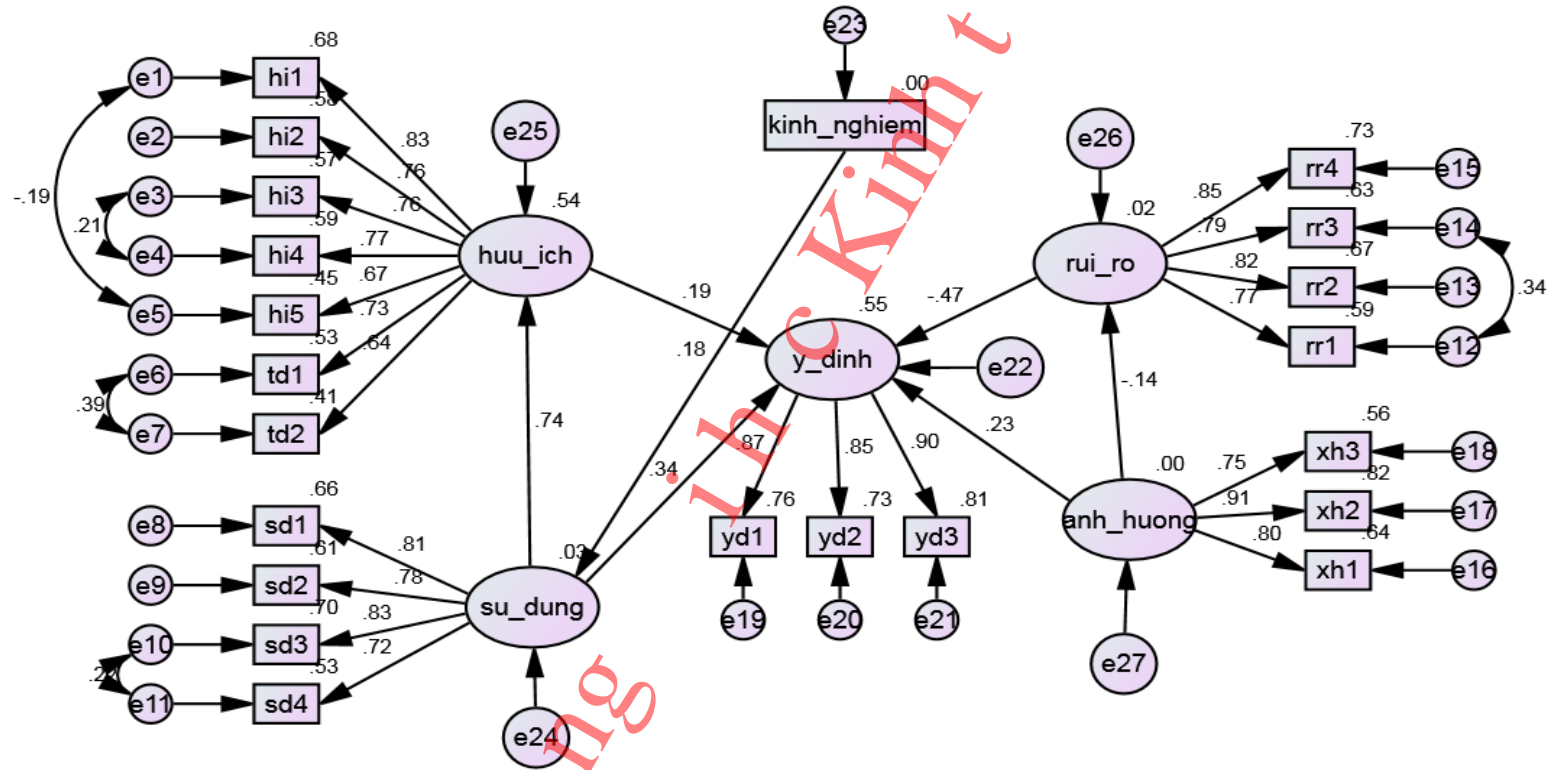 e23
.68
e1 hi1 .00
.58 e25 kinh_nghiem e26 .73
e2 hi2 .83 rr4 e15
.57 .76 .85 .63
-.19 e3 hi3 .76 .54 .02 .79 rr3 e14
.21 .59 .77 huu_ich rui_ro .82 .67
e4 hi4 .67 rr2 e13 .34
.45 .73 .19 -.47 .77 .59
e5 hi5 .55 rr1 e12
.53 .64 .18 y_dinh e22
e6 td1 -.14
.39 .41 .56
e7 td2 .74 .23 xh3 e18
.87 .85 .90 .00 .75 .82
.66 .34 .91 xh2 e17
e8 sd1 .76 .73 .81 anh_huong .64
.61 .81 yd1 yd2 yd3 .80 xh1 e16
e9 sd2 .78 .03
.70 .83 su_dung e19 e20 e21
e10 sd3 .72 e27
.53
e11 sd4
e24
ng i h c Kinh t